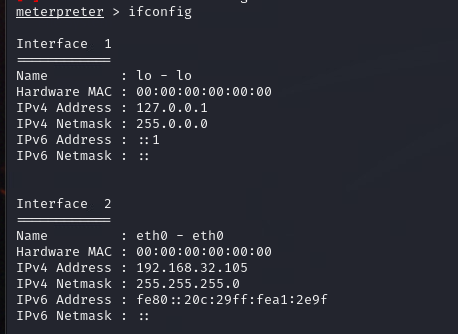 meterpreter > ifconfig
Interface  1
============
Name         : lo - lo
Hardware MAC : 00:00:00:00:00:00
IPv4 Address : 127.0.0.1
IPv4 Netmask : 255.0.0.0
IPv6 Address : ::1
IPv6 Netmask : ::
Interface  2
============
Name         : eth0 - eth0
Hardware MAC : 00:00:00:00:00:00
IPv4 Address : 192.168.32.105
IPv4 Netmask : 255.255.255.0
IPv6 Address : fe80::20c:29ff:fea1:2e9f
IPv6 Netmask : ::